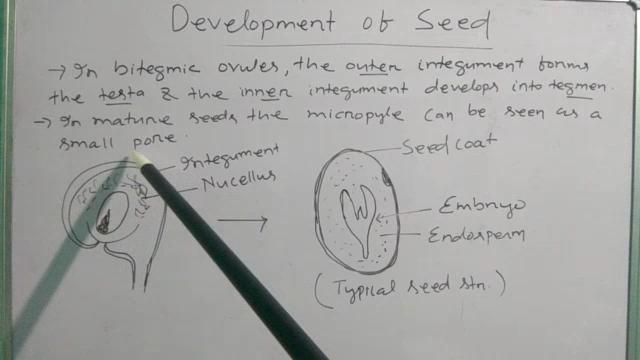 Development of Seed
→ In bitegmic ovules, the outer integument forms
the testa & the inner integument develops into tegmen.
→ In mature seeds the micropyle can be seen as a
small pore.
Integument
Nucellus
Seed coat
Embryo
Endosperm
(Typical seed strn.)